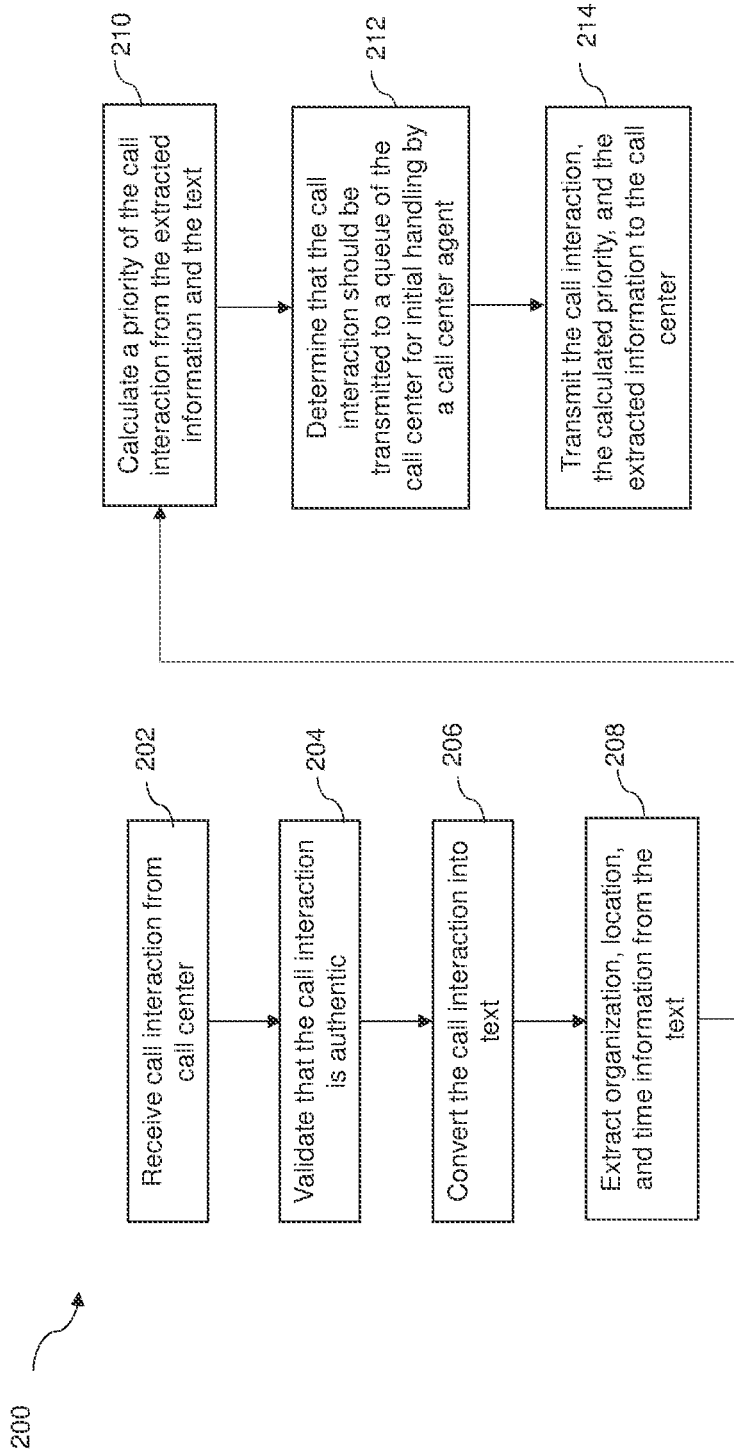 200
202
Receive call interaction from
call center
204
Validate that the call interaction
is authentic
206
Convert the call interaction into
text
208
Extract organization, location,
and time information from the
text
210
Calculate a priority of the call
interaction from the extracted
information and the text
212
Determine that the call
interaction should be
transmitted to a queue of the
call center for initial handling by
a call center agent
214
Transmit the call interaction,
the calculated priority, and the
extracted information to the call
center